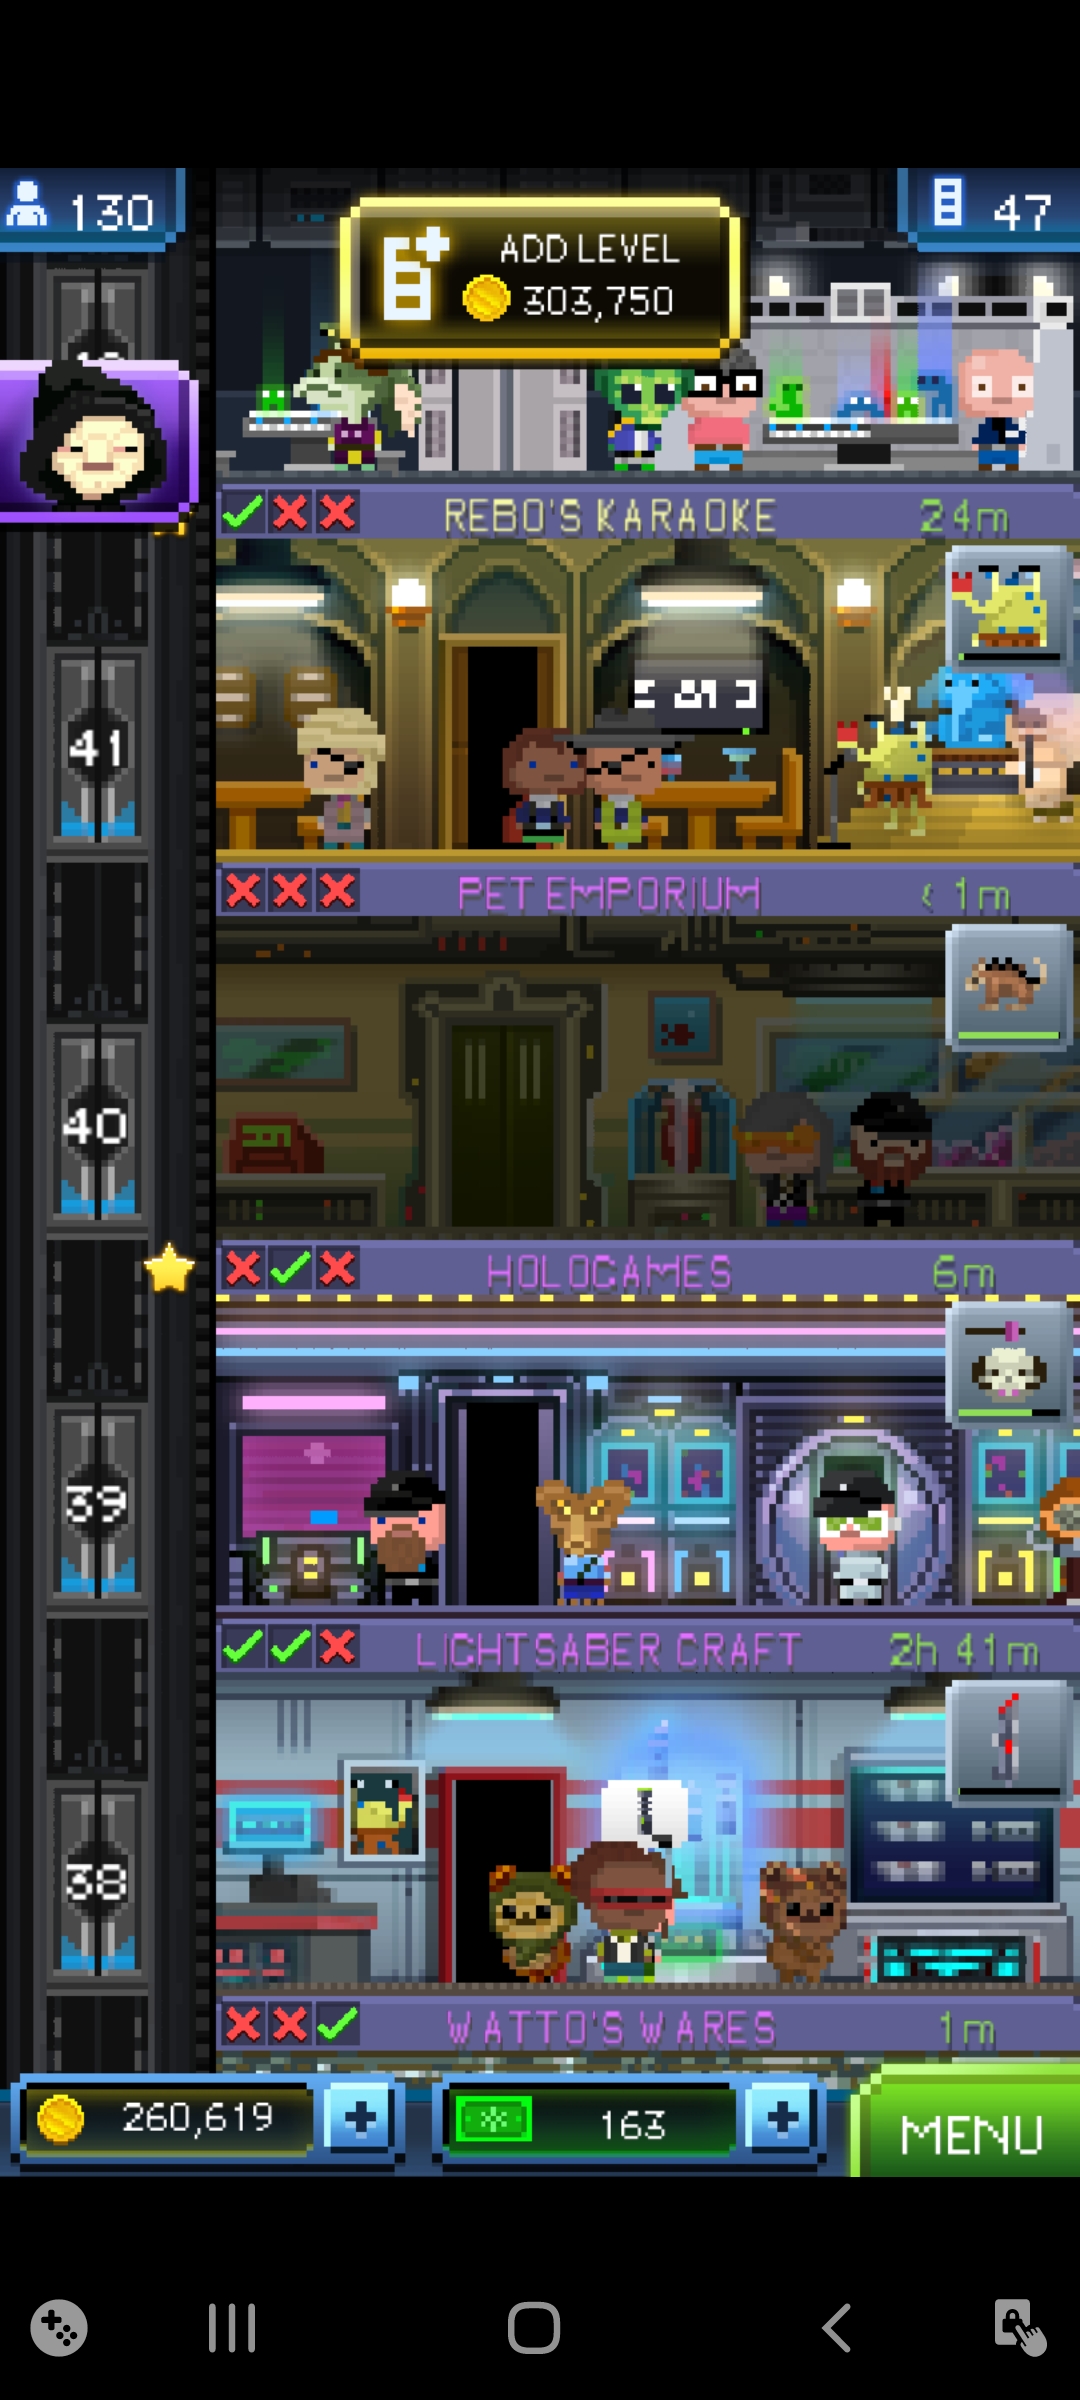 130
47
ADD LEVEL
303,750
REBO'S KARAOKE 24m
41
PET EMPORIUM < 1m
40
HOLOGAMES 6m
39
LIGHTSABER CRAFT 2h 41m
38
WATTO'S WARES 1m
260,619
163
MENU